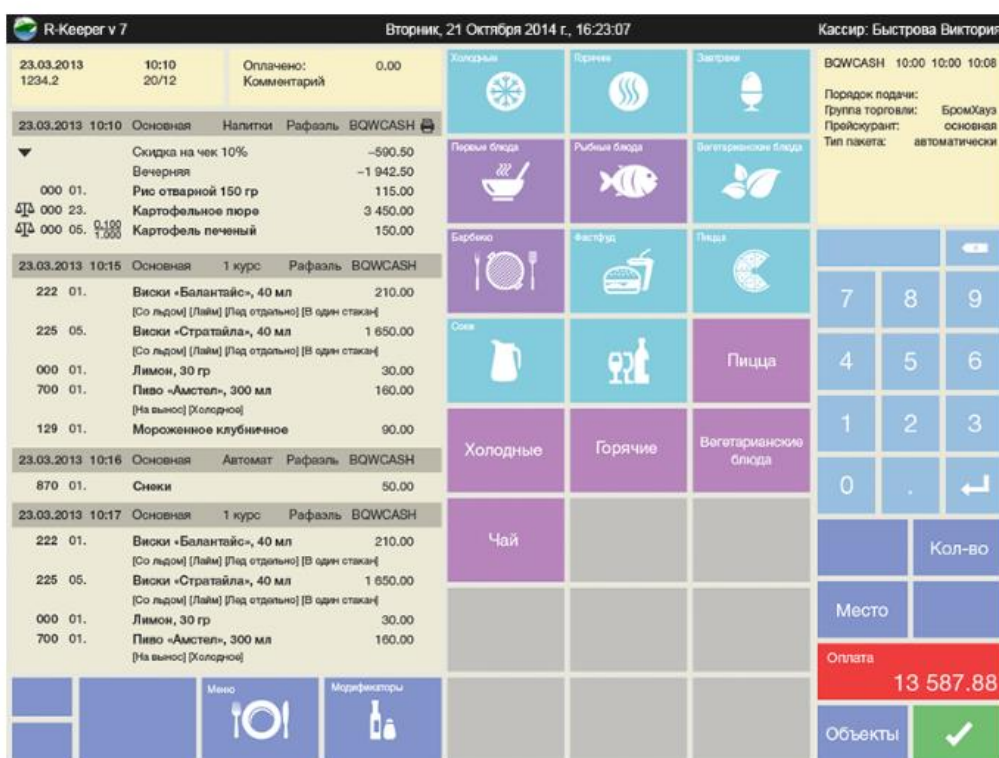 R-Keeper v 7
Вторник, 21 Октября 2014 г., 16:23:07
Кассир: Быстрова Виктория
23.03.2013 10:10 Оплачено: 0.00
1234.2 20/12 Комментарий
23.03.2013 10:10 Основная Напитки Рафаэль BQWCASH
Скидка на чек 10% –590.50
Вечерняя –1 942.50
000 01. Рис отварной 150 гр 115.00
000 23. Картофельное пюре 3 450.00
000 05. 0.100 1.000 Картофель печеный 150.00
23.03.2013 10:15 Основная 1 курс Рафаэль BQWCASH
222 01. Виски «Балантайс», 40 мл 210.00
[Со льдом] [Лайм] [Лед отдельно] [В один стакан]
225 05. Виски «Стратайла», 40 мл 1 650.00
[Со льдом] [Лайм] [Лед отдельно] [В один стакан]
000 01. Лимон, 30 гр 30.00
700 01. Пиво «Амстел», 300 мл 160.00
[На вынос] [Холодное]
129 01. Мороженное клубничное 90.00
23.03.2013 10:16 Основная Автомат Рафаэль BQWCASH
870 01. Снеки 50.00
23.03.2013 10:17 Основная 1 курс Рафаэль BQWCASH
222 01. Виски «Балантайс», 40 мл 210.00
[Со льдом] [Лайм] [Лед отдельно] [В один стакан]
225 05. Виски «Стратайла», 40 мл 1 650.00
[Со льдом] [Лайм] [Лед отдельно] [В один стакан]
000 01. Лимон, 30 гр 30.00
700 01. Пиво «Амстел», 300 мл 160.00
[На вынос] [Холодное]
Меню
Модификаторы
Холодные
Горячие
Завтраки
Первые блюда
Рыбные блюда
Вегетарианские блюда
Барбекю
Фастфуд
Пицца
Соки
Пицца
Холодные
Горячие
Вегетарианские
блюда
Чай
BQWCASH 10:00 10:00 10:08
Порядок подачи:
Группа торговли: БромХауз
Прейскурант: основная
Тип пакета: автоматически
7 8 9
4 5 6
1 2 3
0 .
Кол-во
Место
Оплата
13 587.88
Объекты